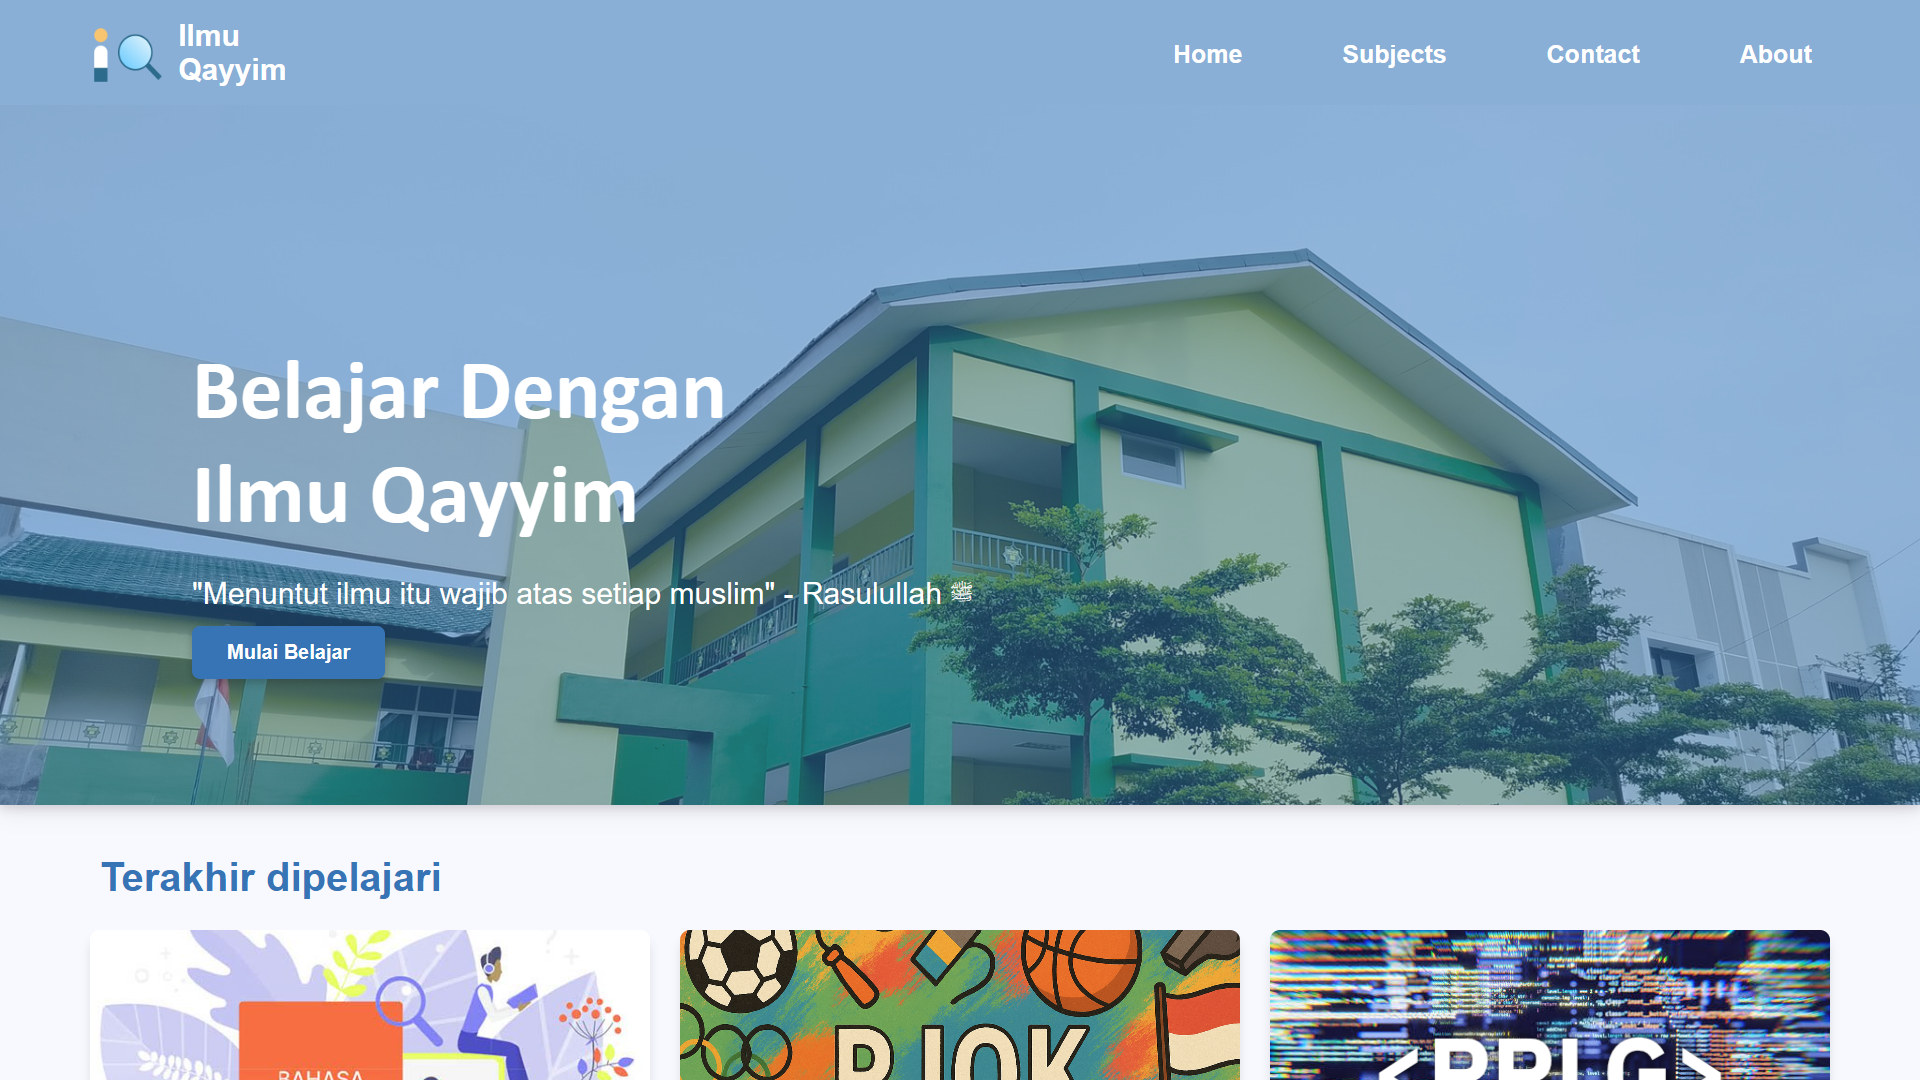 Ilmu
Qayyim
Home
Subjects
Contact
About
Belajar Dengan
Ilmu Qayyim
"Menuntut ilmu itu wajib atas setiap muslim" - Rasulullah ﷺ
Mulai Belajar
Terakhir dipelajari
BAHASA
PJOK
<PPLG>